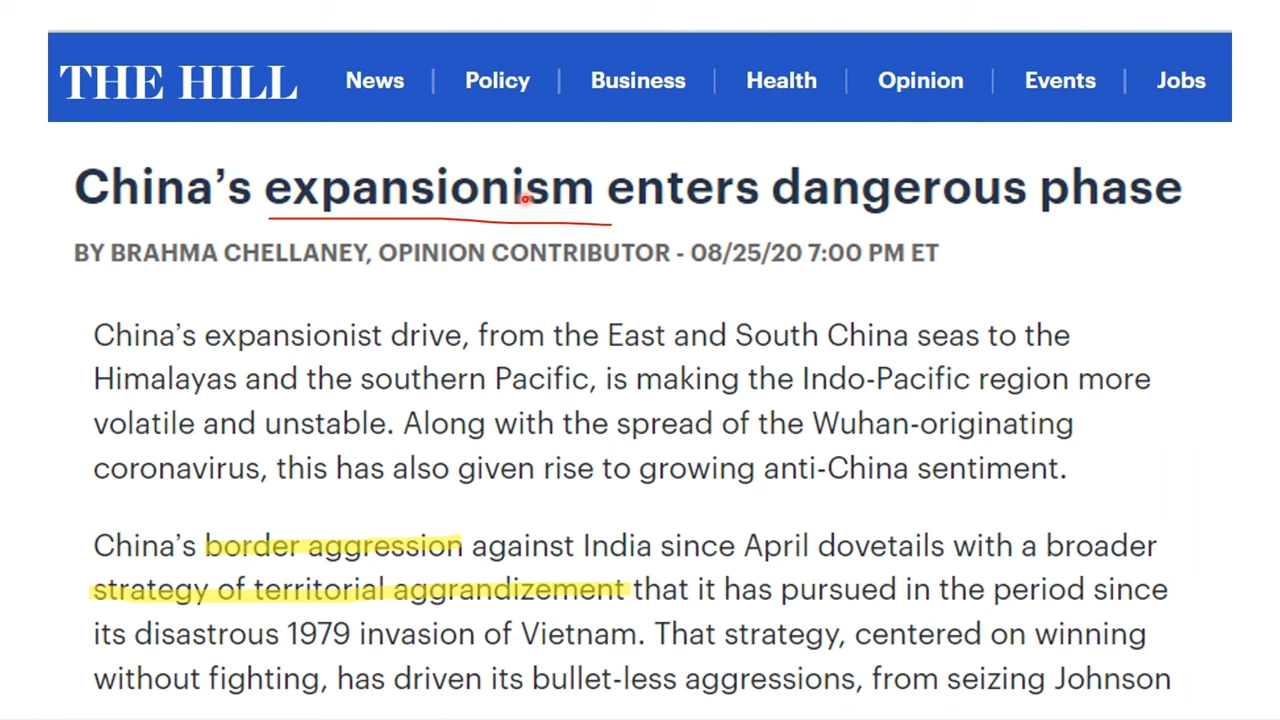 THE HILL News Policy Business Health Opinion Events Jobs
China’s expansionism enters dangerous phase
BY BRAHMA CHELLANEY, OPINION CONTRIBUTOR - 08/25/20 7:00 PM ET
China’s expansionist drive, from the East and South China seas to the
Himalayas and the southern Pacific, is making the Indo-Pacific region more
volatile and unstable. Along with the spread of the Wuhan-originating
coronavirus, this has also given rise to growing anti-China sentiment.
China’s border aggression against India since April dovetails with a broader
strategy of territorial aggrandizement that it has pursued in the period since
its disastrous 1979 invasion of Vietnam. That strategy, centered on winning
without fighting, has driven its bullet-less aggressions, from seizing Johnson